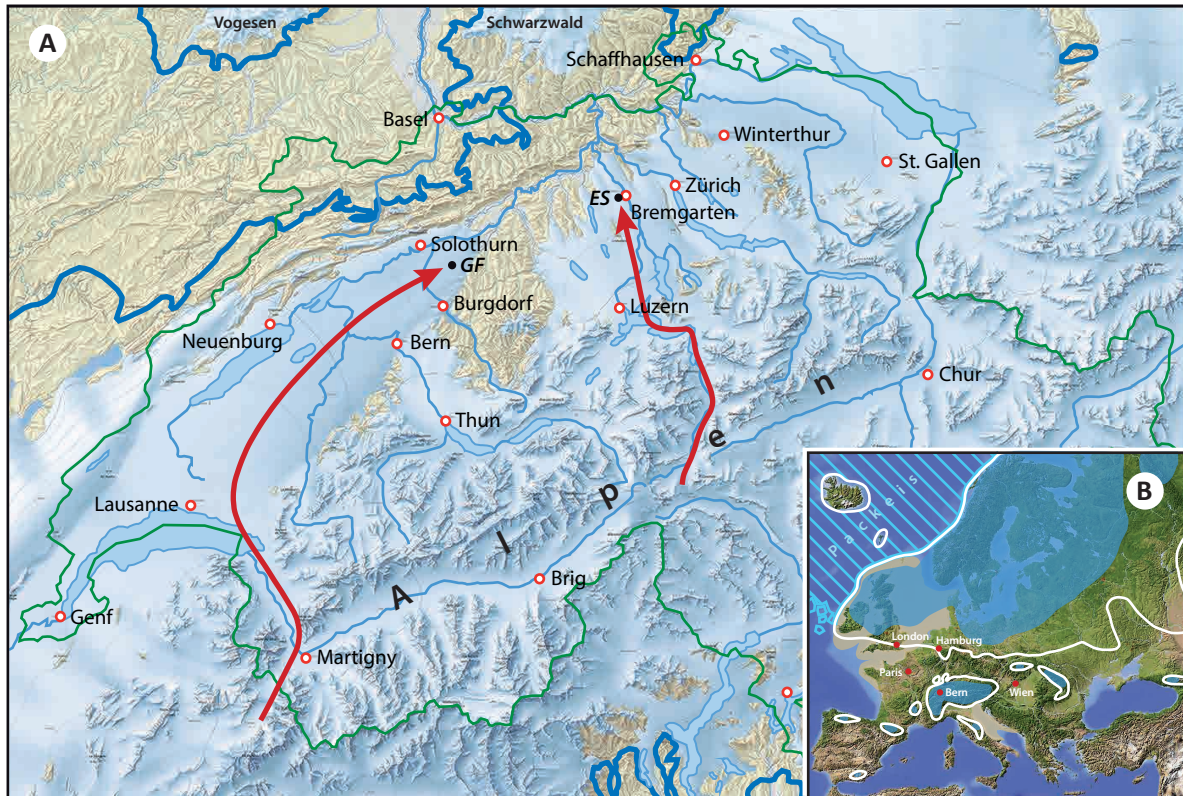 A
Vogesen
Schwarzwald
Schaffhausen
Basel
Winterthur
St. Gallen
Zürich
ES
Bremgarten
Solothurn
GF
Burgdorf
Luzern
Neuenburg
Bern
Chur
Thun
Alpen
Lausanne
Brig
Genf
Martigny
B
Packeis
London
Hamburg
Paris
Bern
Wien